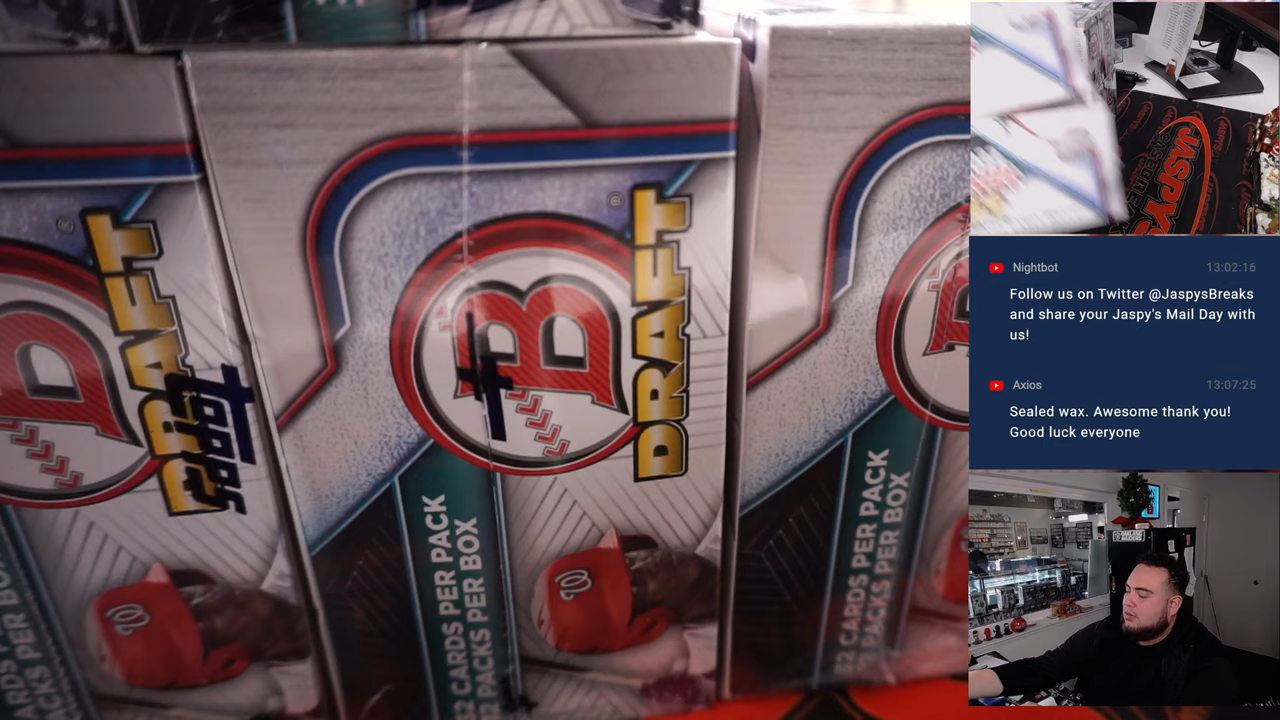 DRAFT
spots
B
DRAFT
CARDS PER PACK
PACKS PER BOX
CARDS PER PACK
PACKS PER BOX
W
W
JASPYS
Nightbot
13:02:16
Follow us on Twitter @JaspysBreaks
and share your Jaspy's Mail Day with
us!
Axios
13:07:25
Sealed wax. Awesome thank you!
Good luck everyone